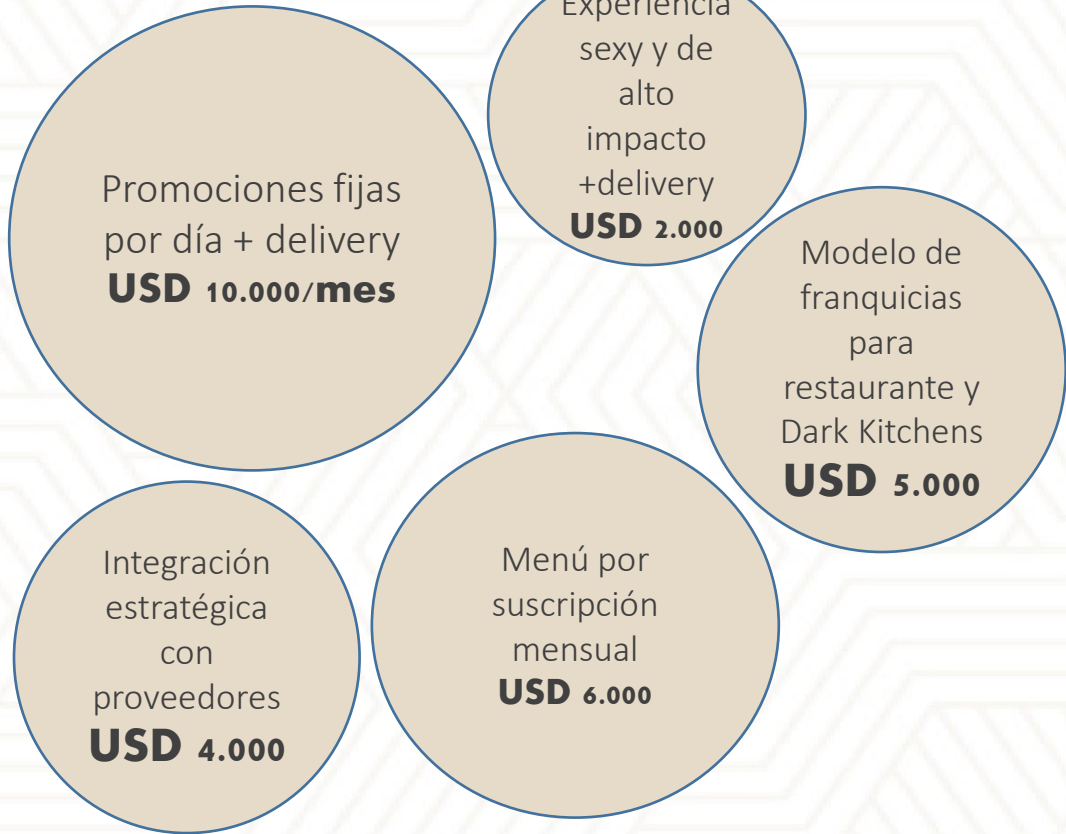 Experiencia
sexy y de
alto
impacto
+delivery
USD 2.000
Promociones fijas
por día + delivery
USD 10.000/mes
Modelo de
franquicias
para
restaurante y
Dark Kitchens
USD 5.000
Integración
estratégica
con
proveedores
USD 4.000
Menú por
suscripción
mensual
USD 6.000